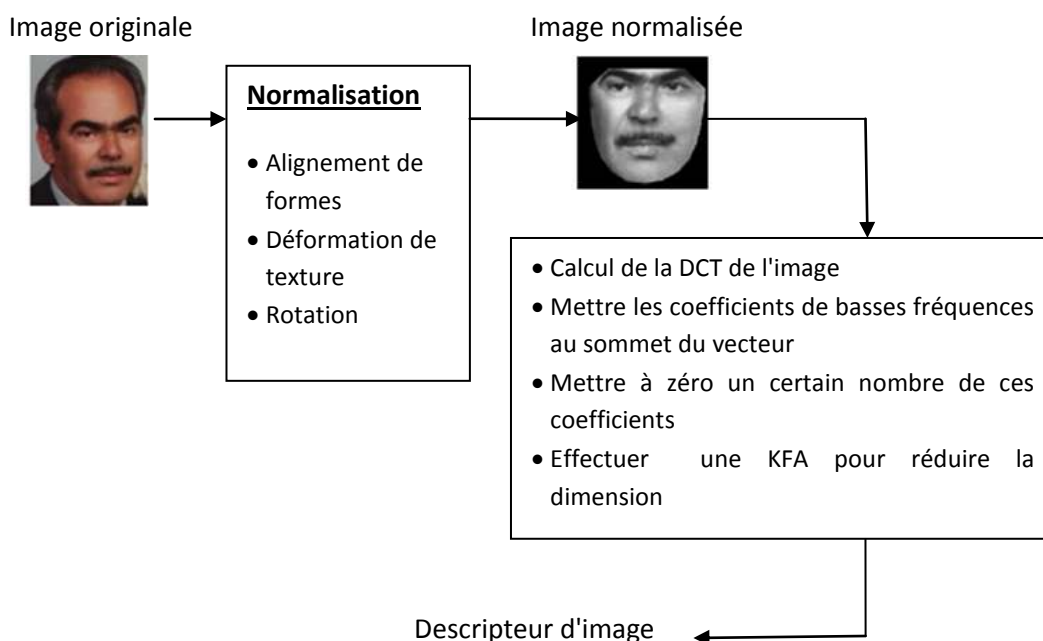 Image originale
Image normalisée
Normalisation
• Alignement de
formes
• Déformation de
texture
• Rotation
• Calcul de la DCT de l'image
• Mettre les coefficients de basses fréquences
au sommet du vecteur
• Mettre à zéro un certain nombre de ces
coefficients
• Effectuer une KFA pour réduire la
dimension
Descripteur d'image